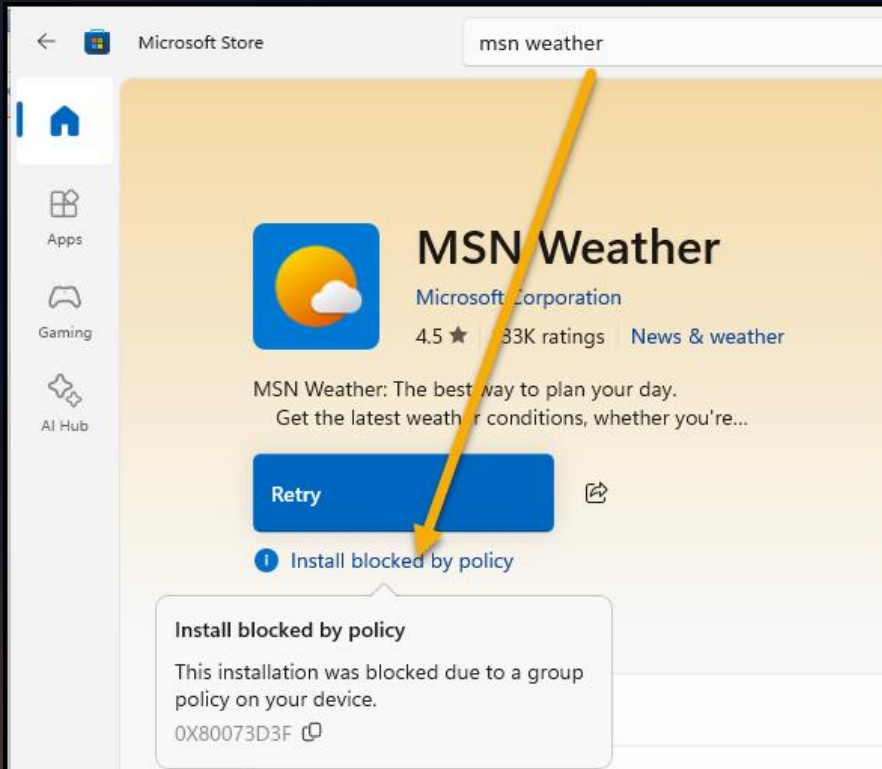 Microsoft Store
msn weather
Apps
Gaming
AI Hub
MSN Weather
Microsoft Corporation
4.5 ★ 33K ratings News & weather
MSN Weather: The best way to plan your day.
Get the latest weather conditions, whether you're...
Retry
Install blocked by policy
Install blocked by policy
This installation was blocked due to a group
policy on your device.
0X80073D3F